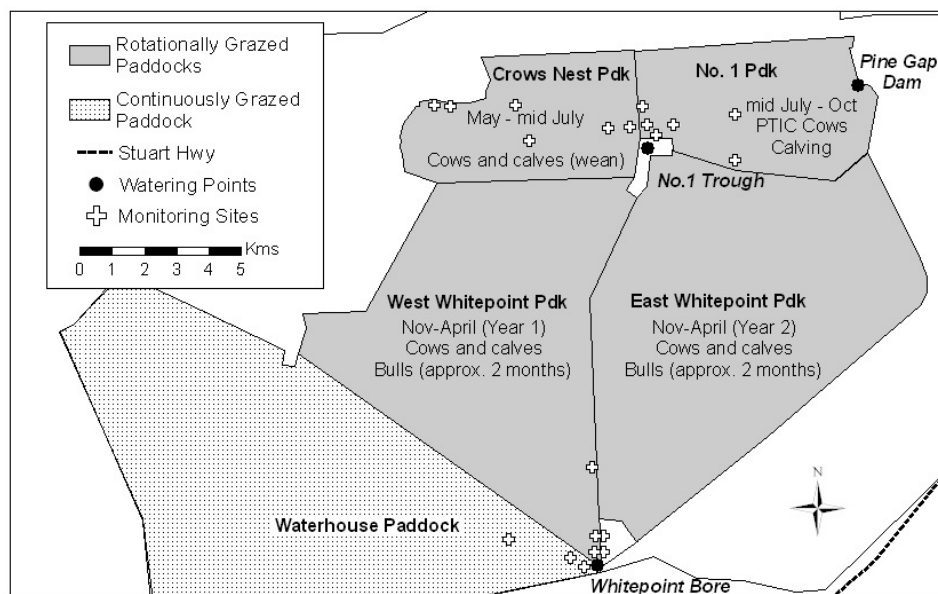 Rotationally Grazed
Paddocks
Continuously Grazed
Paddock
Stuart Hwy
Watering Points
Monitoring Sites
Kms
0 1 2 3 4 5
Crows Nest Pdk
May - mid July
Cows and calves (wean)
No. 1 Pdk
mid July - Oct
PTIC Cows
Calving
Pine Gap
Dam
No.1 Trough
West Whitepoint Pdk
Nov-April (Year 1)
Cows and calves
Bulls (approx. 2 months)
East Whitepoint Pdk
Nov-April (Year 2)
Cows and calves
Bulls (approx. 2 months)
Waterhouse Paddock
N
Whitepoint Bore